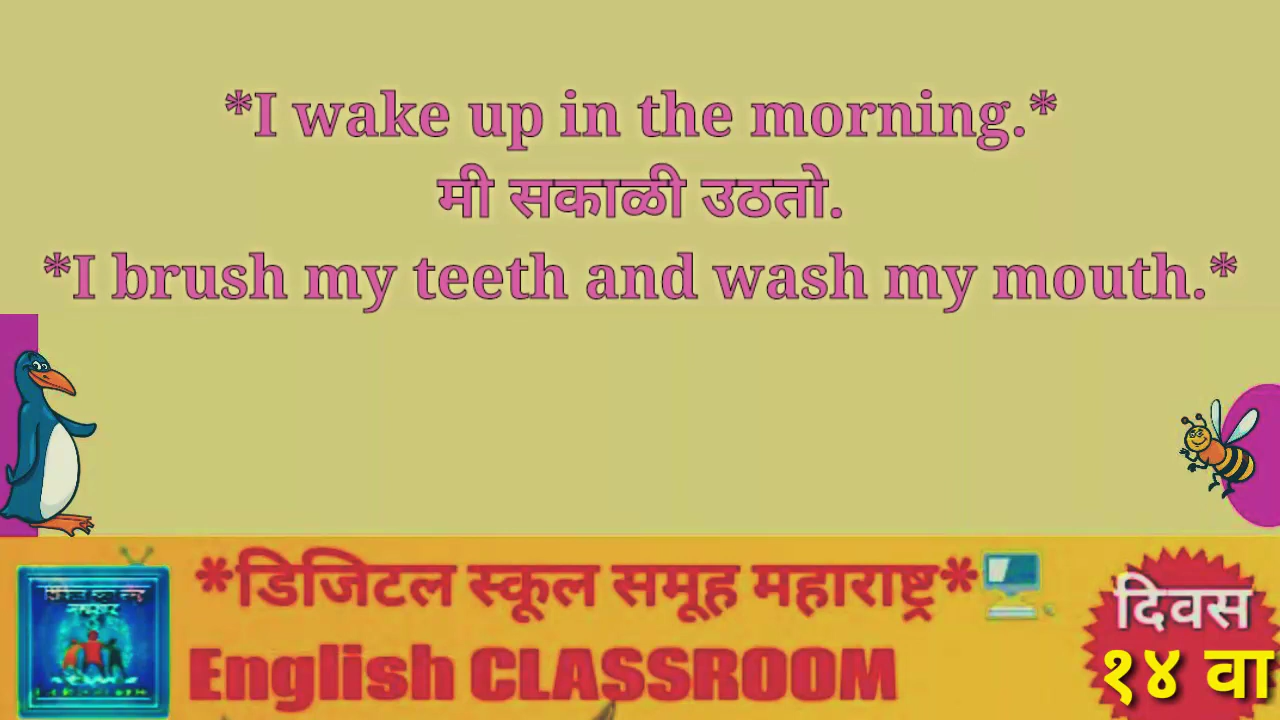 *I wake up in the morning.*
मी सकाळी उठतो.
*I brush my teeth and wash my mouth.*
*डिजिटल स्कूल समूह महाराष्ट्र*
English CLASSROOM
दिवस
१४ वा